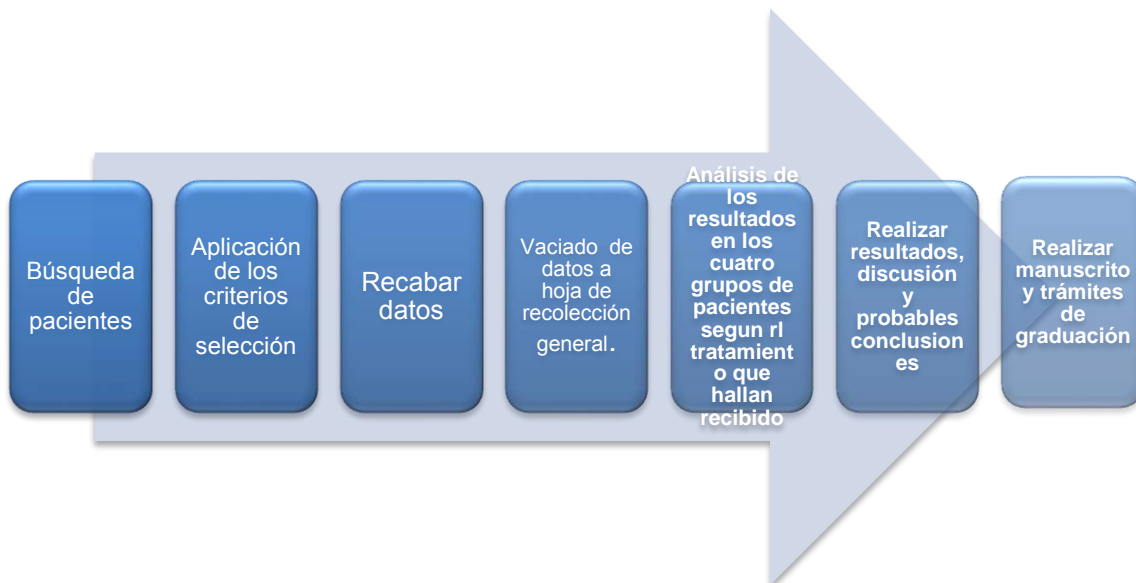 Búsqueda
de
pacientes
Aplicación
de los
criterios
de
selección
Recabar
datos
Vaciado de
datos a
hoja de
recolección
general.
Análisis de
los
resultados
en los
cuatro
grupos de
pacientes
segun rl
tratamient
o que
hallan
recibido
Realizar
resultados,
discusión
y
probables
conclusion
es
Realizar
manuscrito
y trámites
de
graduación